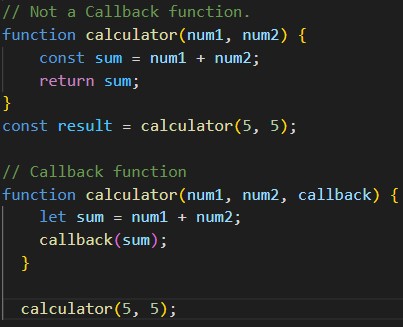 // Not a Callback function.
function calculator(num1, num2) {
    const sum = num1 + num2;
    return sum;
}
const result = calculator(5, 5);

// Callback function
function calculator(num1, num2, callback) {
    let sum = num1 + num2;
    callback(sum);
  }

  calculator(5, 5);